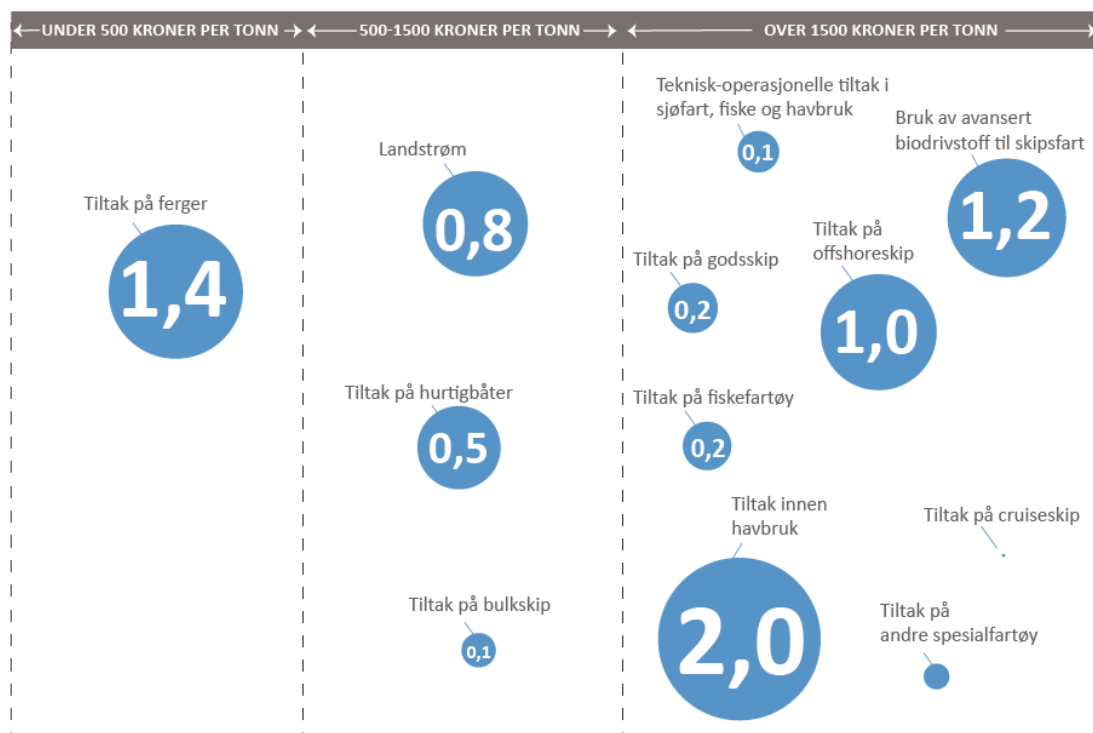 UNDER 500 KRONER PER TONN
500-1500 KRONER PER TONN
OVER 1500 KRONER PER TONN
Tiltak på ferger
1,4
Landstrøm
0,8
Tiltak på hurtigbåter
0,5
Tiltak på bulkskip
0,1
Teknisk-operasjonelle tiltak i
sjøfart, fiske og havbruk
0,1
Bruk av avansert
biodrivstoff til skipsfart
1,2
Tiltak på godsskip
0,2
Tiltak på
offshoreskip
1,0
Tiltak på fiskefartøy
0,2
Tiltak innen
havbruk
2,0
Tiltak på cruiseskip
Tiltak på
andre spesialfartøy